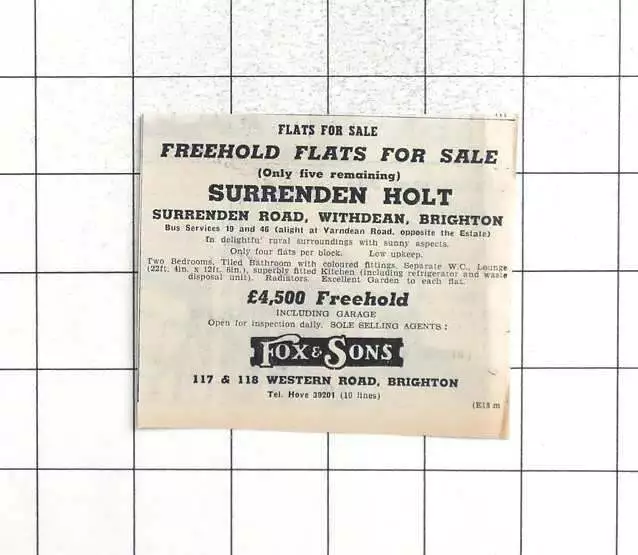 FLATS FOR SALE
FREEHOLD FLATS FOR SALE
(Only five remaining)
SURRENDEN HOLT
SURRENDEN ROAD, WITHDEAN, BRIGHTON
Bus Services 19 and 46 (alight at Varndean Road, opposite the Estate)
In delightfu' rural surroundings with sunny aspects.
Only four flats per block. Low upkeep.
Two Bedrooms, Tiled Bathroom with coloured fittings, Separate W.C., Lounge
(22ft. 4in. x 12ft. 8in.), superbly fitted Kitchen (including refrigerator and waste
disposal unit). Radiators. Excellent Garden to each flat.
£4,500 Freehold
INCLUDING GARAGE
Open for inspection daily. SOLE SELLING AGENTS:
FOX & SONS
117 & 118 WESTERN ROAD, BRIGHTON
Tel. Hove 39201 (10 lines)
(E18 m